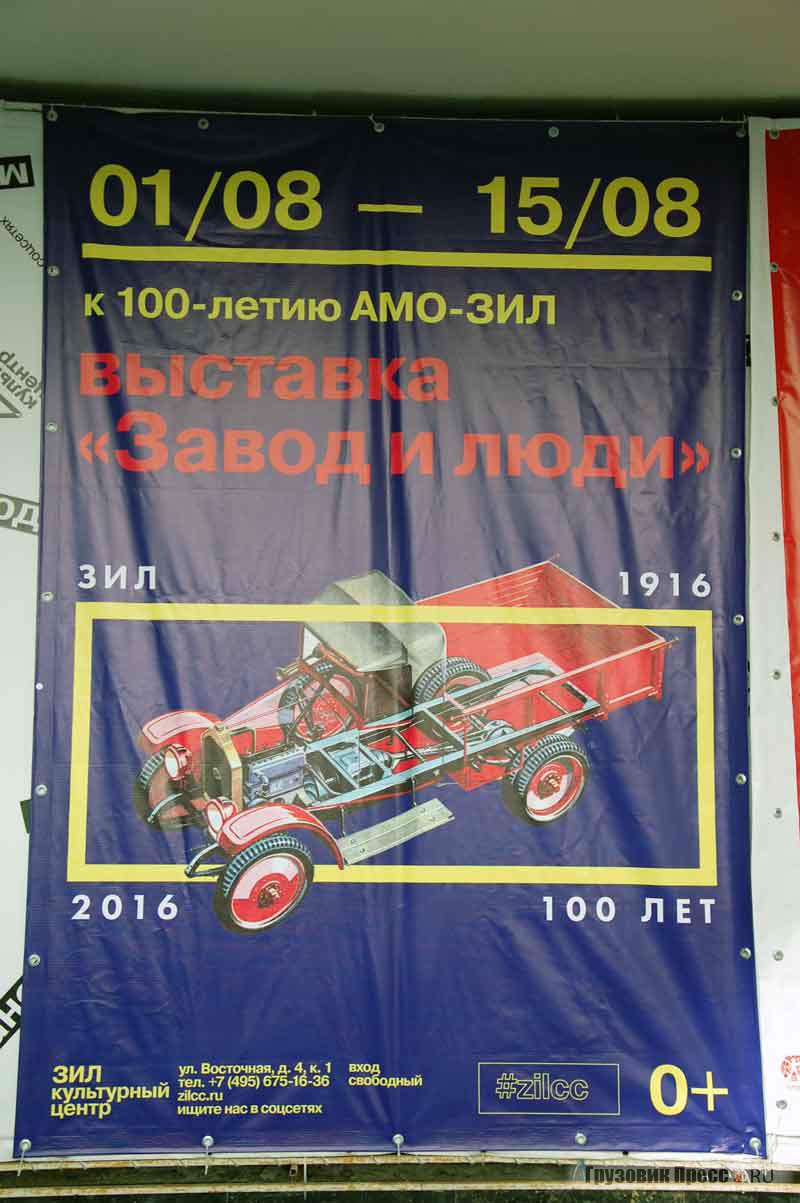 01/08 — 15/08
к 100-летию АМО-ЗИЛ
выставка
«Завод и люди»
ЗИЛ 1916
2016 100 ЛЕТ
ЗИЛ
культурный
центр
ул. Восточная, д. 4, к. 1
тел. +7 (495) 675-16-36
zilcc.ru
ищите нас в соцсетях
вход
свободный
#zilcc
0+
соцсетях
Грузовик Пресс .RU